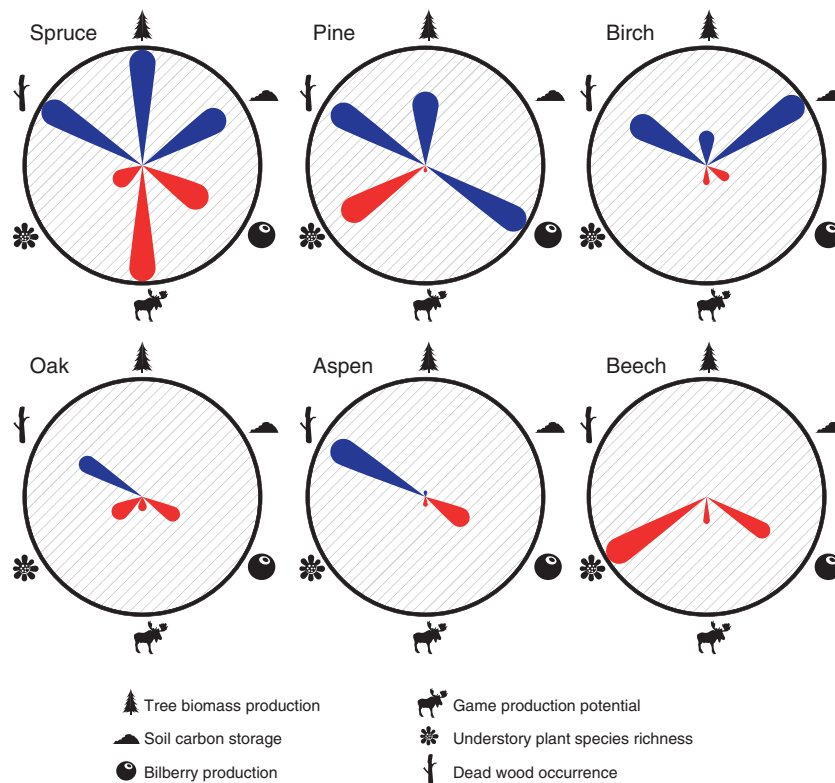 Spruce
Pine
Birch
Oak
Aspen
Beech
Tree biomass production
Game production potential
Soil carbon storage
Understory plant species richness
Bilberry production
Dead wood occurrence